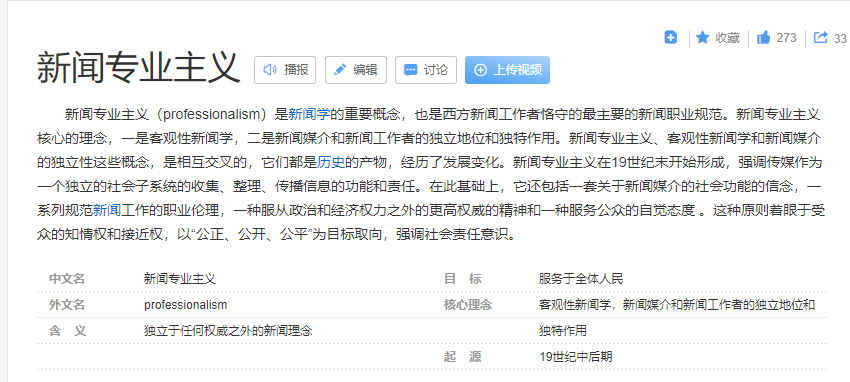 收藏 273 33
新闻专业主义 播报 编辑 讨论 上传视频
新闻专业主义（professionalism）是新闻学的重要概念，也是西方新闻工作者恪守的最主要的新闻职业规范。新闻专业主义
核心的理念，一是客观性新闻学，二是新闻媒介和新闻工作者的独立地位和独特作用。新闻专业主义、客观性新闻学和新闻媒介
的独立性这些概念，是相互交叉的，它们都是历史的产物，经历了发展变化。新闻专业主义在19世纪末开始形成，强调传媒作为
一个独立的社会子系统的收集、整理、传播信息的功能和责任。在此基础上，它还包括一套关于新闻媒介的社会功能的信念，一
系列规范新闻工作的职业伦理，一种服从政治和经济权力之外的更高权威的精神和一种服务公众的自觉态度 。这种原则着眼于受
众的知情权和接近权，以“公正、公开、公平”为目标取向，强调社会责任意识。
中文名 新闻专业主义 目 标 服务于全体人民
外文名 professionalism 核心理念 客观性新闻学，新闻媒介和新闻工作者的独立地位和
含 义 独立于任何权威之外的新闻理念 独特作用
起 源 19世纪中后期